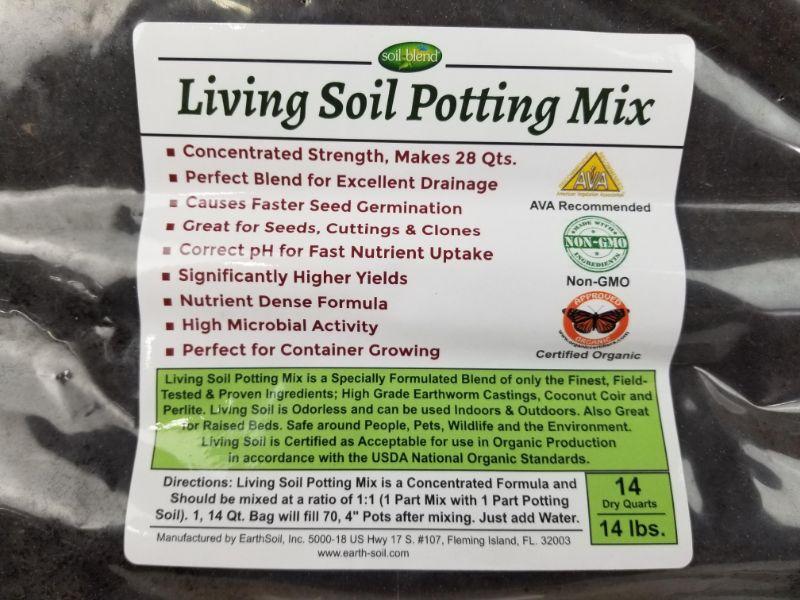 soil blend
Living Soil Potting Mix
▪ Concentrated Strength, Makes 28 Qts.
▪ Perfect Blend for Excellent Drainage
▪ Causes Faster Seed Germination
▪ Great for Seeds, Cuttings & Clones
▪ Correct pH for Fast Nutrient Uptake
▪ Significantly Higher Yields
▪ Nutrient Dense Formula
▪ High Microbial Activity
▪ Perfect for Container Growing
AVA
American Vegetation Association
AVA Recommended
MADE WITH
NON-GMO
INGREDIENTS
Non-GMO
APPROVED
ORGANIC
Certified Organic
Living Soil Potting Mix is a Specially Formulated Blend of only the Finest, Field-
Tested & Proven Ingredients; High Grade Earthworm Castings, Coconut Coir and
Perlite. Living Soil is Odorless and can be used Indoors & Outdoors. Also Great
for Raised Beds. Safe around People, Pets, Wildlife and the Environment.
Living Soil is Certified as Acceptable for use in Organic Production
in accordance with the USDA National Organic Standards.
Directions: Living Soil Potting Mix is a Concentrated Formula and
Should be mixed at a ratio of 1:1 (1 Part Mix with 1 Part Potting
Soil). 1, 14 Qt. Bag will fill 70, 4" Pots after mixing. Just add Water.
14
Dry Quarts
14 lbs.
Manufactured by EarthSoil, Inc. 5000-18 US Hwy 17 S. #107, Fleming Island, FL. 32003
www.earth-soil.com